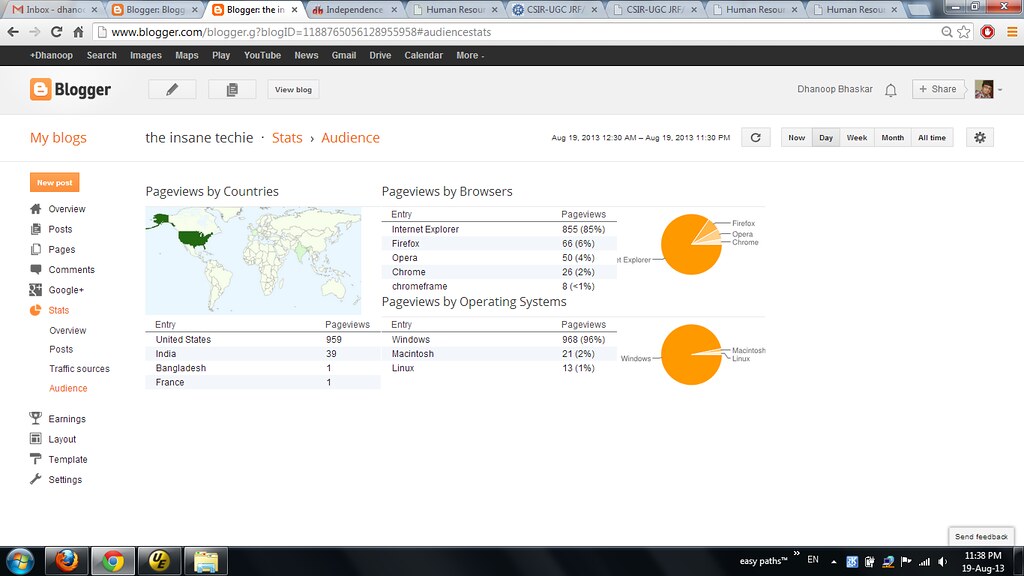 Inbox - dhanoo
Blogger: Blogg
Blogger: the in
Independence
Human Resou
CSIR-UGC JRF/
CSIR-UGC JRF/
Human Resou
Human Resou
www.blogger.com/blogger.g?blogID=1188765056128955958#audiencestats
+Dhanoop Search Images Maps Play YouTube News Gmail Drive Calendar More
Blogger
View blog
Dhanoop Bhaskar
+ Share
My blogs
the insane techie · Stats › Audience
Aug 19, 2013 12:30 AM – Aug 19, 2013 11:30 PM
Now Day Week Month All time
New post
Overview
Posts
Pages
Comments
Google+
Stats
Overview
Posts
Traffic sources
Audience
Earnings
Layout
Template
Settings
Pageviews by Countries
Entry Pageviews
United States 959
India 39
Bangladesh 1
France 1
Pageviews by Browsers
Entry Pageviews
Internet Explorer 855 (85%)
Firefox 66 (6%)
Opera 50 (4%)
Chrome 26 (2%)
chromeframe 8 (<1%)
Firefox
Opera
Chrome
et Explorer
Pageviews by Operating Systems
Entry Pageviews
Windows 968 (96%)
Macintosh 21 (2%)
Linux 13 (1%)
Windows
Macintosh
Linux
Send feedback
UE
easy paths™ » EN
11:38 PM
19-Aug-13